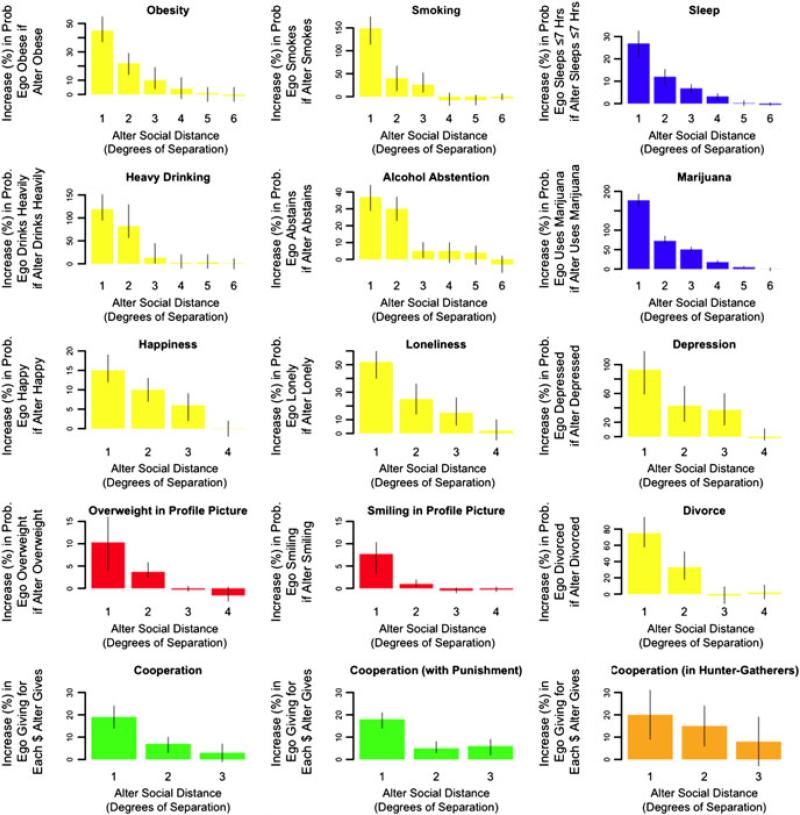 Obesity
Increase (%) in Prob
Ego Obese if
Alter Obese
0 10 30 50
1 2 3 4 5 6
Alter Social Distance
(Degrees of Separation)
Smoking
Increase (%) in Prob
Ego Smokes
if Alter Smokes
0 50 100 150
1 2 3 4 5 6
Alter Social Distance
(Degrees of Separation)
Sleep
Increase (%) in Prob
Ego Sleeps ≤7 Hrs
if Alter Sleeps ≤7 Hrs
0 10 20 30
1 2 3 4 5 6
Alter Social Distance
(Degrees of Separation)
Heavy Drinking
Increase (%) in Prob.
Ego Drinks Heavily
if Alter Drinks Heavily
0 50 100 150
1 2 3 4 5 6
Alter Social Distance
(Degrees of Separation)
Alcohol Abstention
Increase (%) in Prob.
Ego Abstains
if Alter Abstains
0 10 20 30 40
1 2 3 4 5 6
Alter Social Distance
(Degrees of Separation)
Marijuana
Increase (%) in Prob.
Ego Uses Marijuana
if Alter Uses Marijuana
0 50 100 200
1 2 3 4 5 6
Alter Social Distance
(Degrees of Separation)
Happiness
Increase (%) in Prob.
Ego Happy
if Alter Happy
0 5 10 15 20
1 2 3 4
Alter Social Distance
(Degrees of Separation)
Loneliness
Increase (%) in Prob.
Ego Lonely
if Alter Lonely
0 10 30 50
1 2 3 4
Alter Social Distance
(Degrees of Separation)
Depression
Increase (%) in Prob.
Ego Depressed
if Alter Depressed
0 20 60 100
1 2 3 4
Alter Social Distance
(Degrees of Separation)
Overweight in Profile Picture
Increase (%) in Prob.
Ego Overweight
if Alter Overweight
0 5 10 15
1 2 3 4
Alter Social Distance
(Degrees of Separation)
Smiling in Profile Picture
Increase (%) in Prob.
Ego Smiling
if Alter Smiling
0 5 10 15
1 2 3 4
Alter Social Distance
(Degrees of Separation)
Divorce
Increase (%) in Prob.
Ego Divorced
if Alter Divorced
0 20 40 60 80
1 2 3 4
Alter Social Distance
(Degrees of Separation)
Cooperation
Increase (%) in
Ego Giving for
Each $ Alter Gives
0 10 20 30
1 2 3
Alter Social Distance
(Degrees of Separation)
Cooperation (with Punishment)
Increase (%) in
Ego Giving for
Each $ Alter Gives
0 10 20 30
1 2 3
Alter Social Distance
(Degrees of Separation)
Cooperation (in Hunter-Gatherers)
Increase (%) in
Ego Giving for
Each $ Alter Gives
0 10 20 30
1 2 3
Alter Social Distance
(Degrees of Separation)